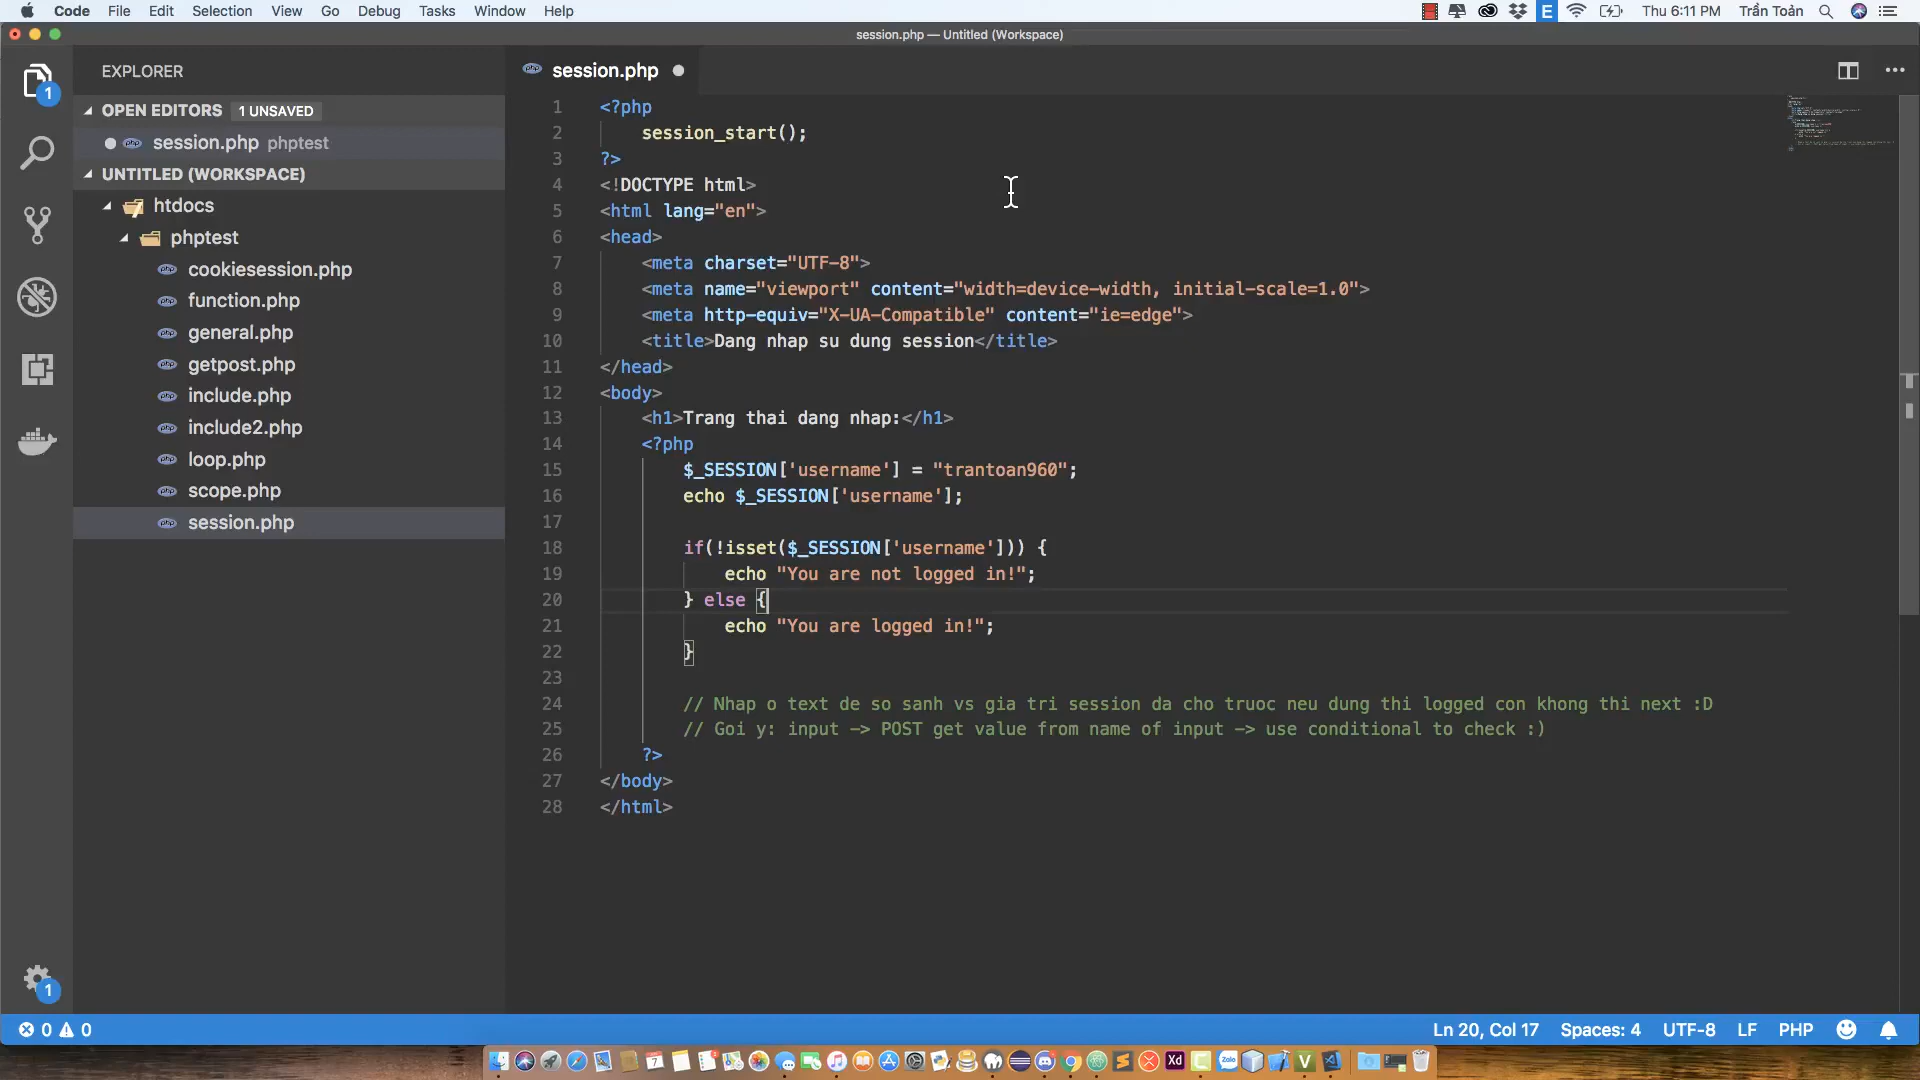 Code File Edit Selection View Go Debug Tasks Window Help
E Thu 6:11 PM Trần Toản
session.php — Untitled (Workspace)
EXPLORER
OPEN EDITORS 1 UNSAVED
session.php phptest
UNTITLED (WORKSPACE)
htdocs
phptest
cookiesession.php
function.php
general.php
getpost.php
include.php
include2.php
loop.php
scope.php
session.php
1
1
session.php
1 <?php
2 session_start();
3 ?>
4 <!DOCTYPE html>
5 <html lang="en">
6 <head>
7 <meta charset="UTF-8">
8 <meta name="viewport" content="width=device-width, initial-scale=1.0">
9 <meta http-equiv="X-UA-Compatible" content="ie=edge">
10 <title>Dang nhap su dung session</title>
11 </head>
12 <body>
13 <h1>Trang thai dang nhap:</h1>
14 <?php
15 $_SESSION['username'] = "trantoan960";
16 echo $_SESSION['username'];
17
18 if(!isset($_SESSION['username'])) {
19 echo "You are not logged in!";
20 } else {
21 echo "You are logged in!";
22 }
23
24 // Nhap o text de so sanh vs gia tri session da cho truoc neu dung thi logged con khong thi next :D
25 // Goi y: input -> POST get value from name of input -> use conditional to check :)
26 ?>
27 </body>
28 </html>
0 0 Ln 20, Col 17 Spaces: 4 UTF-8 LF PHP
7 Xd Zalo V